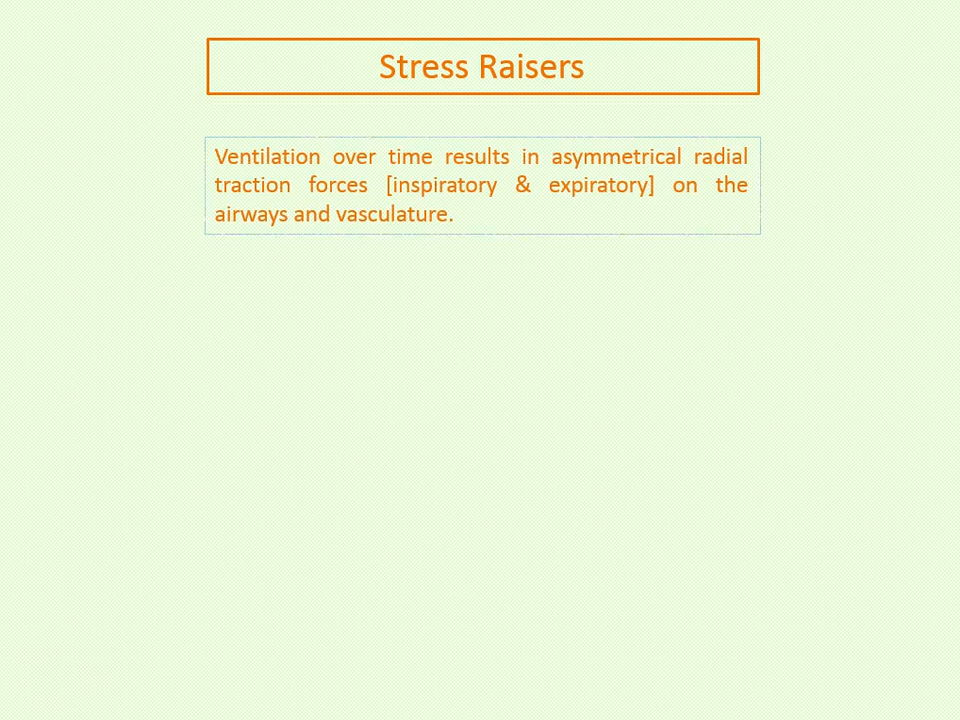 Stress Raisers
Ventilation over time results in asymmetrical radial
traction forces [inspiratory & expiratory] on the
airways and vasculature.